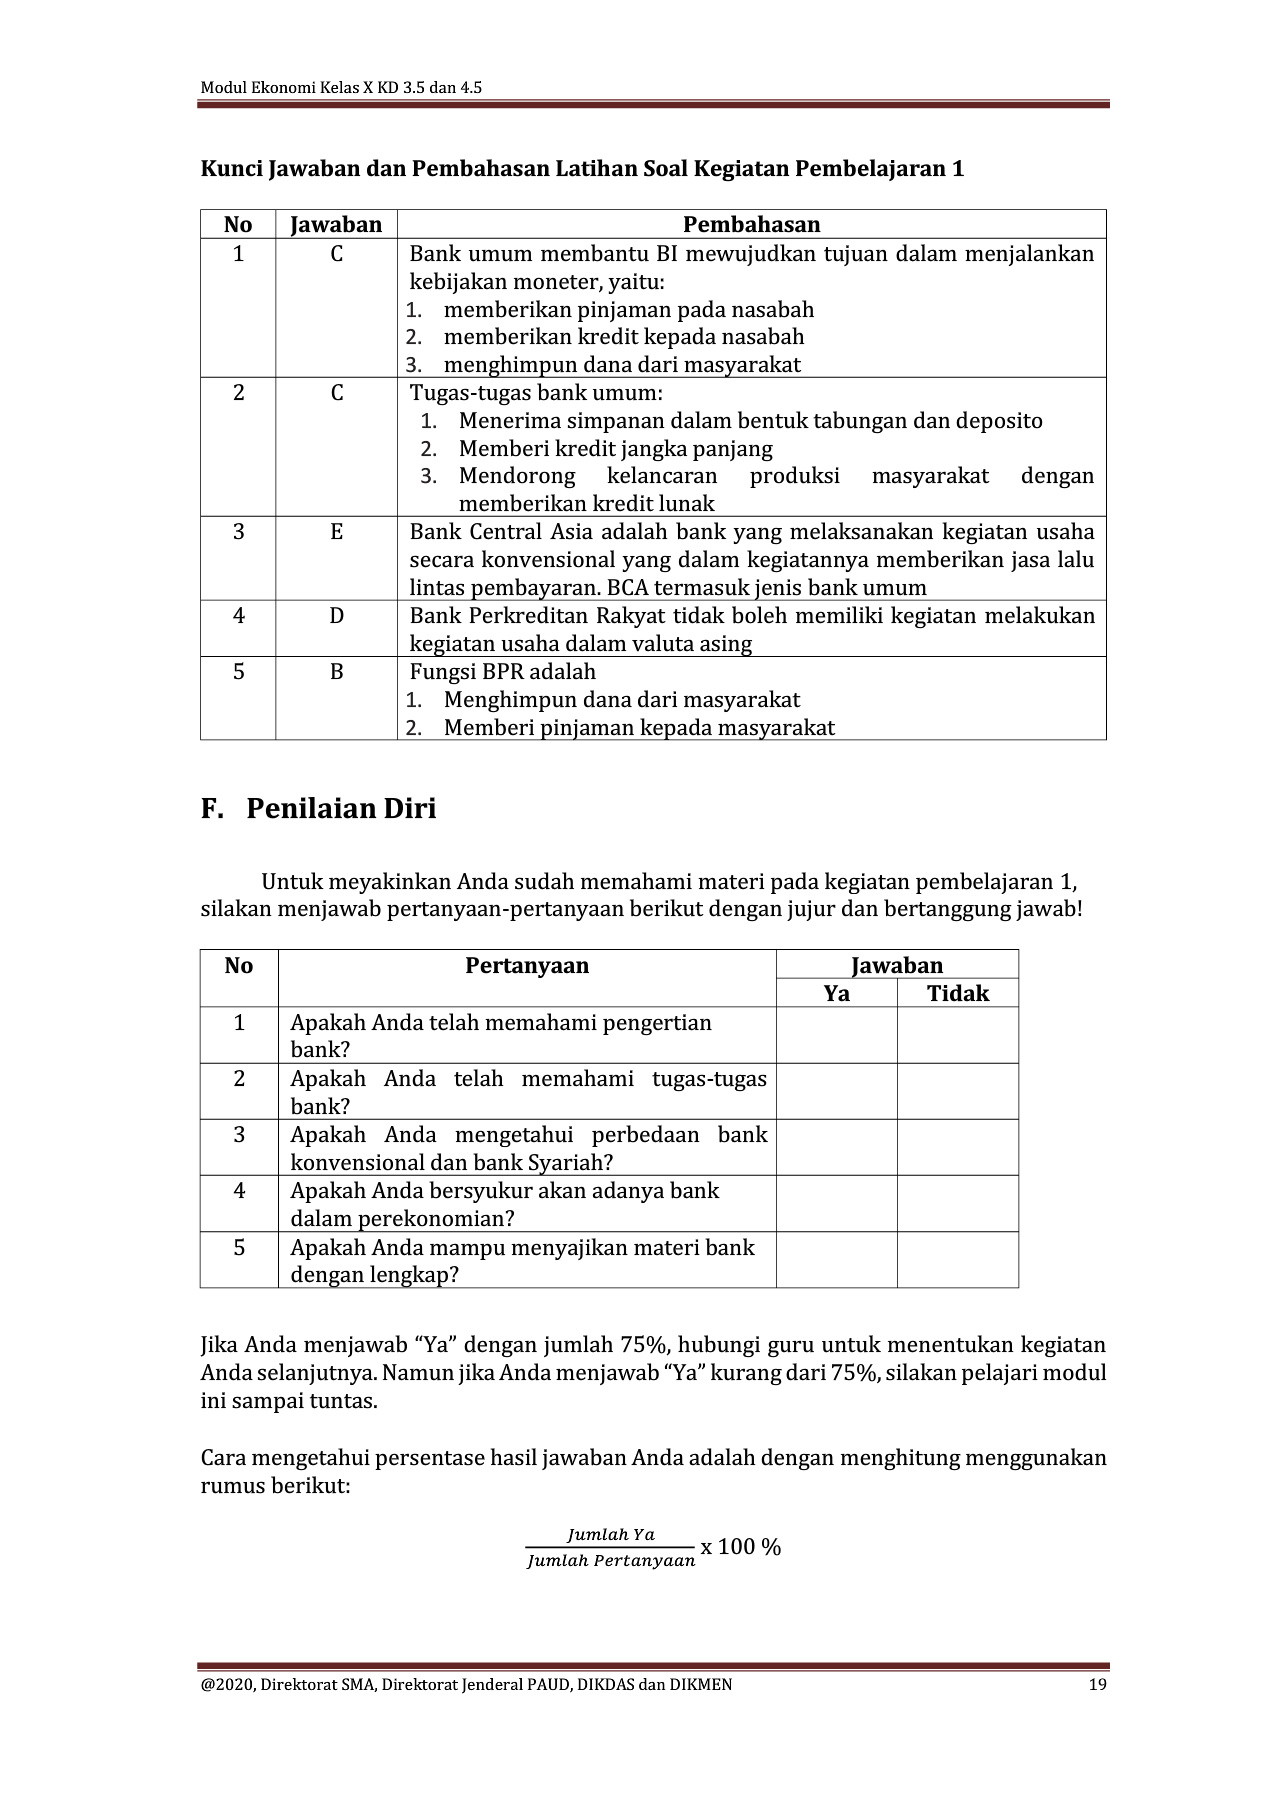 Modul Ekonomi Kelas X KD 3.5 dan 4.5
Kunci Jawaban dan Pembahasan Latihan Soal Kegiatan Pembelajaran 1
No Jawaban Pembahasan
1 C Bank umum membantu BI mewujudkan tujuan dalam menjalankan
kebijakan moneter, yaitu:
1. memberikan pinjaman pada nasabah
2. memberikan kredit kepada nasabah
3. menghimpun dana dari masyarakat
2 C Tugas-tugas bank umum:
1. Menerima simpanan dalam bentuk tabungan dan deposito
2. Memberi kredit jangka panjang
3. Mendorong kelancaran produksi masyarakat dengan
memberikan kredit lunak
3 E Bank Central Asia adalah bank yang melaksanakan kegiatan usaha
secara konvensional yang dalam kegiatannya memberikan jasa lalu
lintas pembayaran. BCA termasuk jenis bank umum
4 D Bank Perkreditan Rakyat tidak boleh memiliki kegiatan melakukan
kegiatan usaha dalam valuta asing
5 B Fungsi BPR adalah
1. Menghimpun dana dari masyarakat
2. Memberi pinjaman kepada masyarakat
F. Penilaian Diri
Untuk meyakinkan Anda sudah memahami materi pada kegiatan pembelajaran 1,
silakan menjawab pertanyaan-pertanyaan berikut dengan jujur dan bertanggung jawab!
No Pertanyaan Jawaban
Ya Tidak
1 Apakah Anda telah memahami pengertian
bank?
2 Apakah Anda telah memahami tugas-tugas
bank?
3 Apakah Anda mengetahui perbedaan bank
konvensional dan bank Syariah?
4 Apakah Anda bersyukur akan adanya bank
dalam perekonomian?
5 Apakah Anda mampu menyajikan materi bank
dengan lengkap?
Jika Anda menjawab “Ya” dengan jumlah 75%, hubungi guru untuk menentukan kegiatan
Anda selanjutnya. Namun jika Anda menjawab “Ya” kurang dari 75%, silakan pelajari modul
ini sampai tuntas.
Cara mengetahui persentase hasil jawaban Anda adalah dengan menghitung menggunakan
rumus berikut:
Jumlah Ya
Jumlah Pertanyaan x 100 %
@2020, Direktorat SMA, Direktorat Jenderal PAUD, DIKDAS dan DIKMEN 19